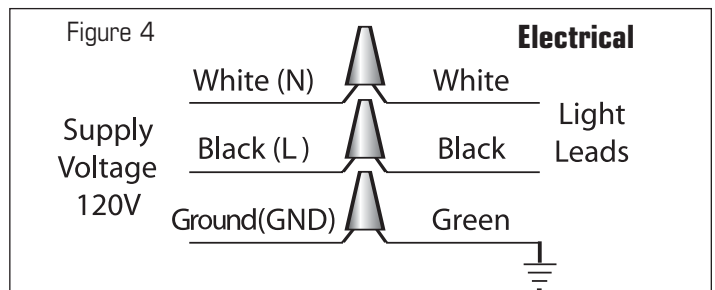 Figure 4
Electrical
White (N)
White
Supply
Voltage
120V
Black (L )
Black
Light
Leads
Ground(GND)
Green